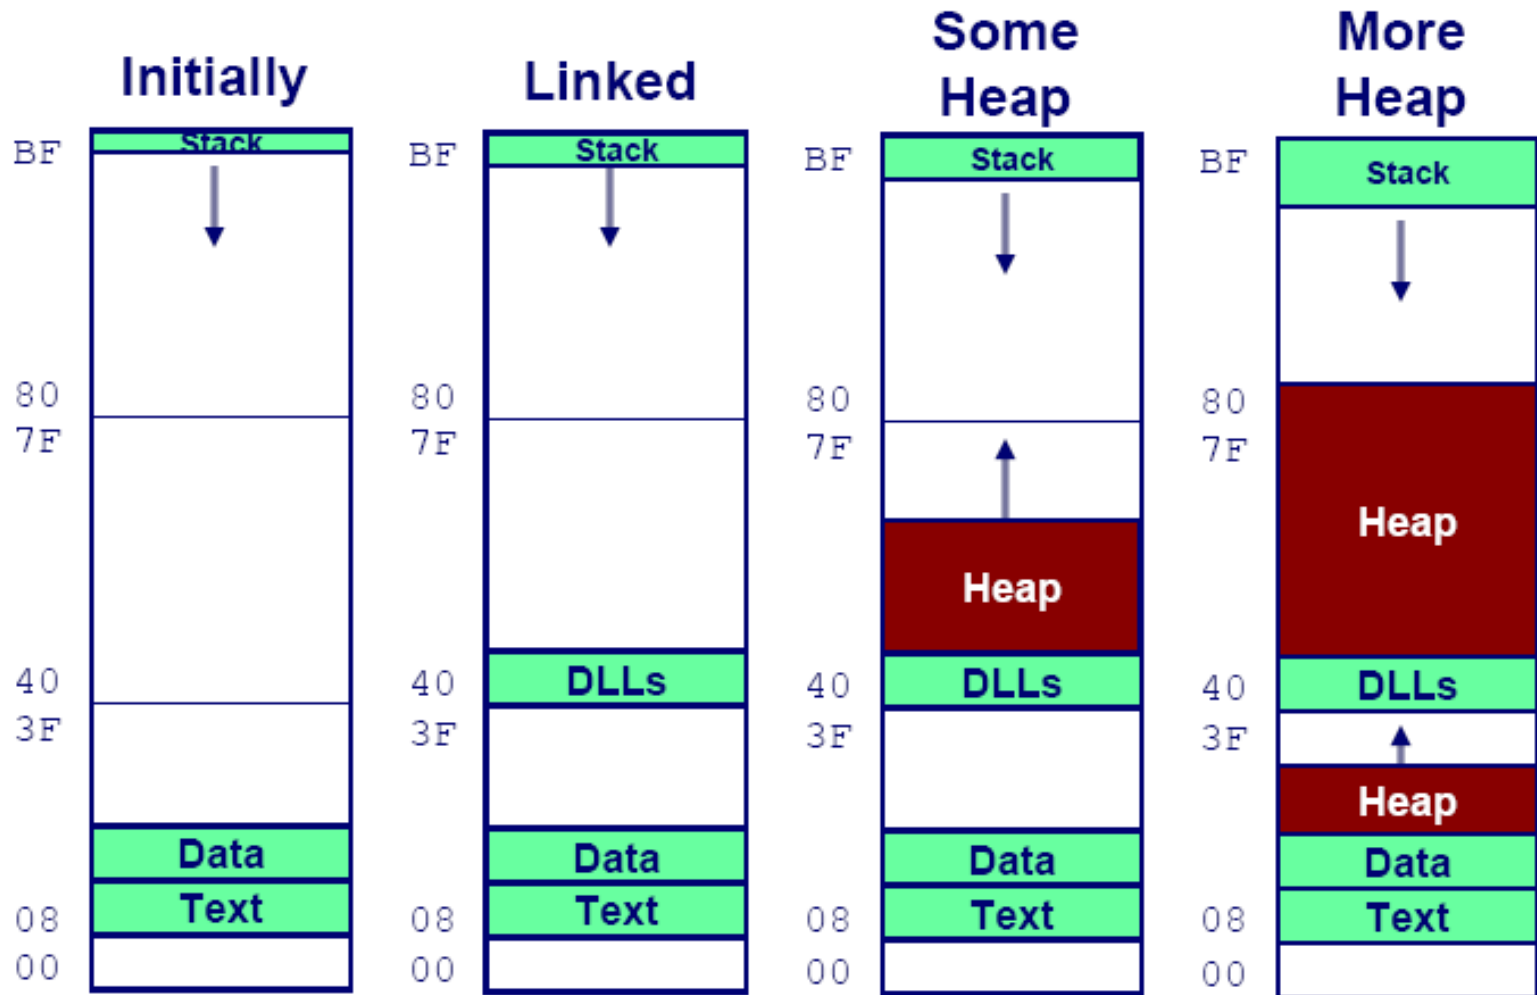 Initially
BF
Stack
80
7F
40
3F
Data
Text
08
00
Linked
BF
Stack
80
7F
DLLs
40
3F
Data
Text
08
00
Some
Heap
BF
Stack
80
7F
Heap
DLLs
40
3F
Data
Text
08
00
More
Heap
BF
Stack
80
7F
Heap
DLLs
40
3F
Heap
Data
Text
08
00